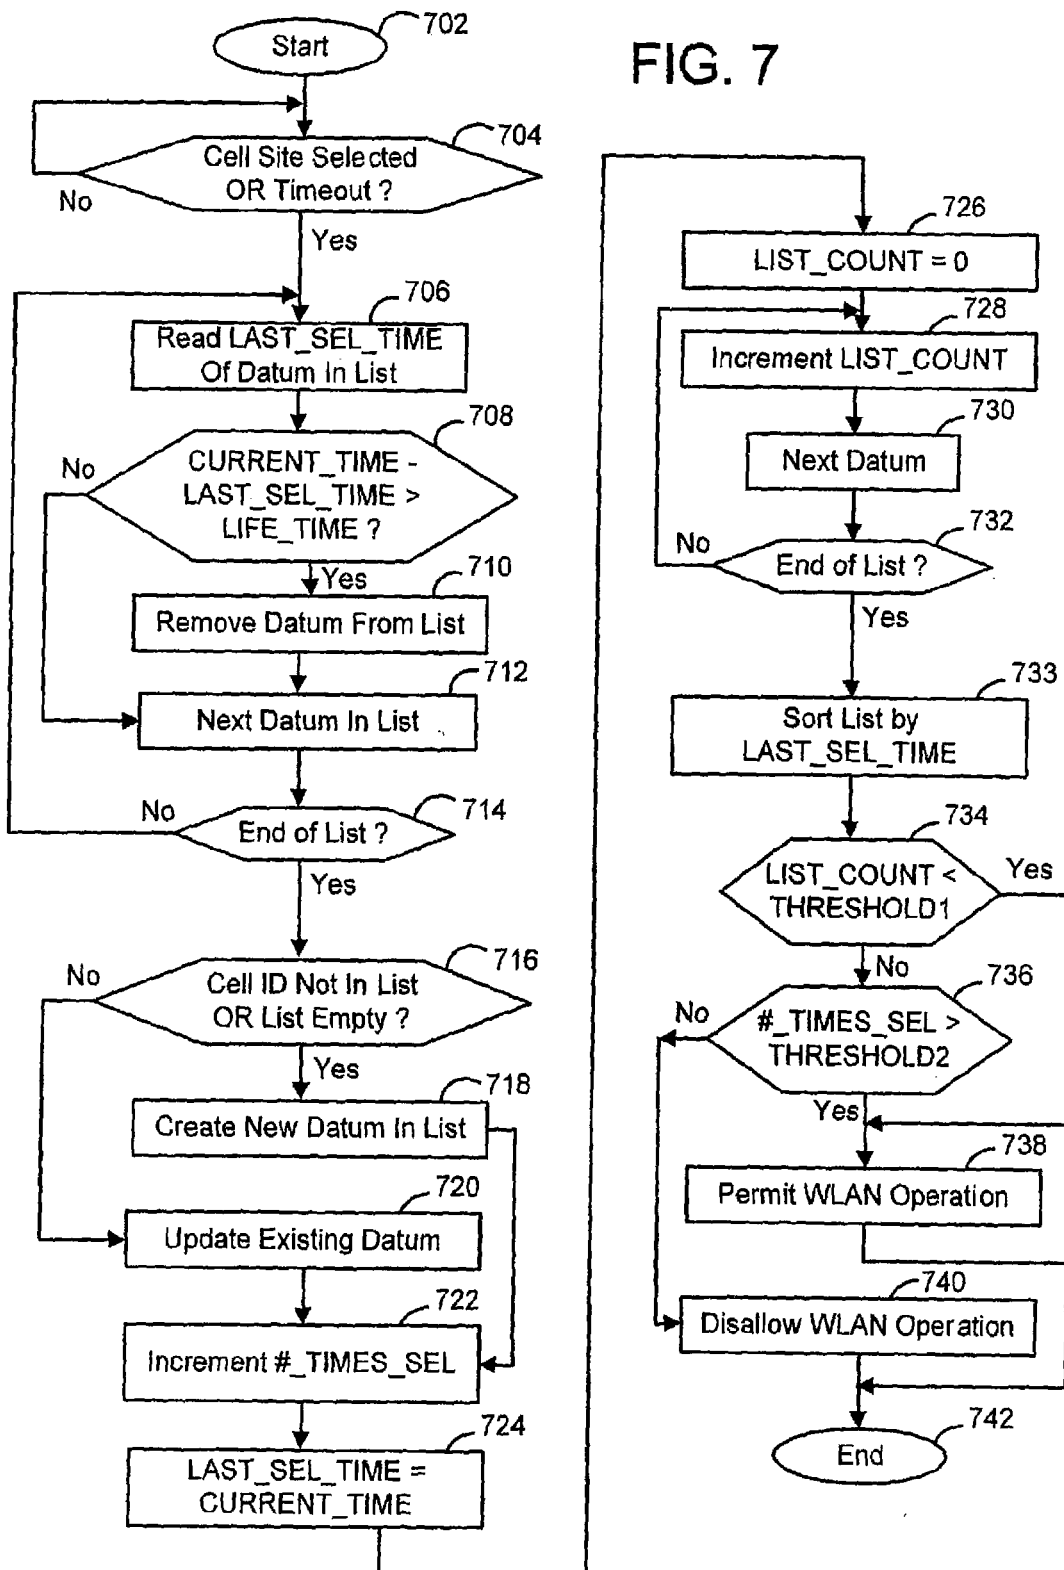 FIG. 7
702
Start
704
Cell Site Selected
OR Timeout ?
No
Yes
706
Read LAST_SEL_TIME
Of Datum In List
708
No
CURRENT_TIME -
LAST_SEL_TIME >
LIFE_TIME ?
Yes
710
Remove Datum From List
712
Next Datum In List
No
714
End of List ?
Yes
No
716
Cell ID Not In List
OR List Empty ?
Yes
718
Create New Datum In List
720
Update Existing Datum
722
Increment #_TIMES_SEL
724
LAST_SEL_TIME =
CURRENT_TIME
726
LIST_COUNT = 0
728
Increment LIST_COUNT
730
Next Datum
732
No
End of List ?
Yes
733
Sort List by
LAST_SEL_TIME
734
LIST_COUNT <
THRESHOLD1
Yes
No
736
No
#_TIMES_SEL >
THRESHOLD2
Yes
738
Permit WLAN Operation
740
Disallow WLAN Operation
742
End